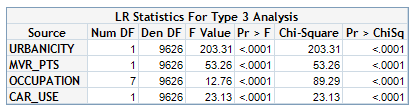 LR Statistics For Type 3 Analysis
Source Num DF Den DF F Value Pr > F Chi-Square Pr > ChiSq
URBANICITY 1 9626 203.31 <.0001 203.31 <.0001
MVR_PTS 1 9626 53.26 <.0001 53.26 <.0001
OCCUPATION 7 9626 12.76 <.0001 89.29 <.0001
CAR_USE 1 9626 23.13 <.0001 23.13 <.0001